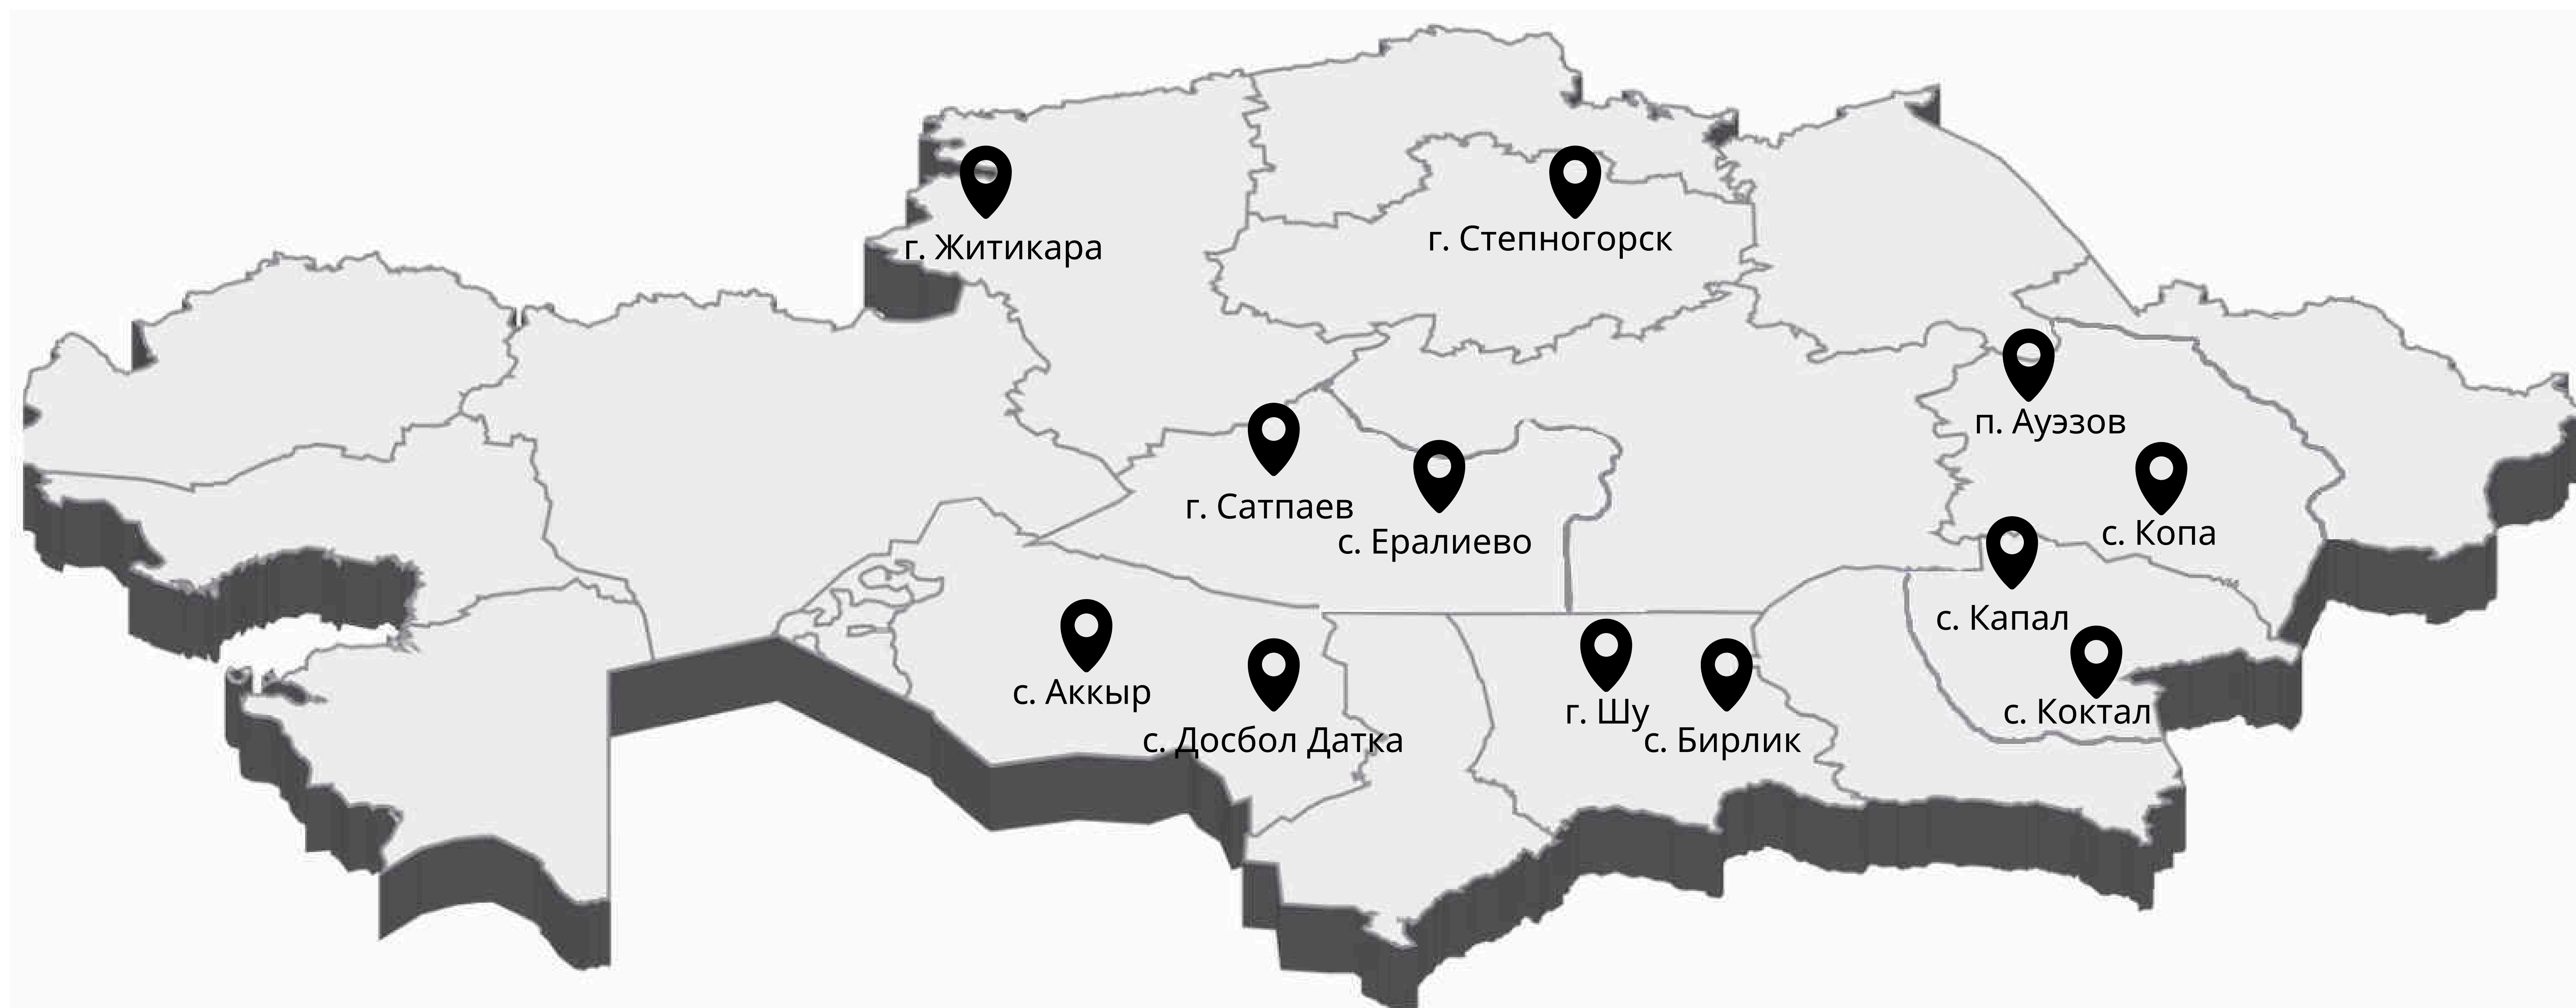 г. Житикара
г. Степногорск
п. Ауэзов
г. Сатпаев
с. Ералиево
с. Копа
с. Капал
с. Аккыр
с. Досбол Датка
г. Шу
с. Бирлик
с. Коктал